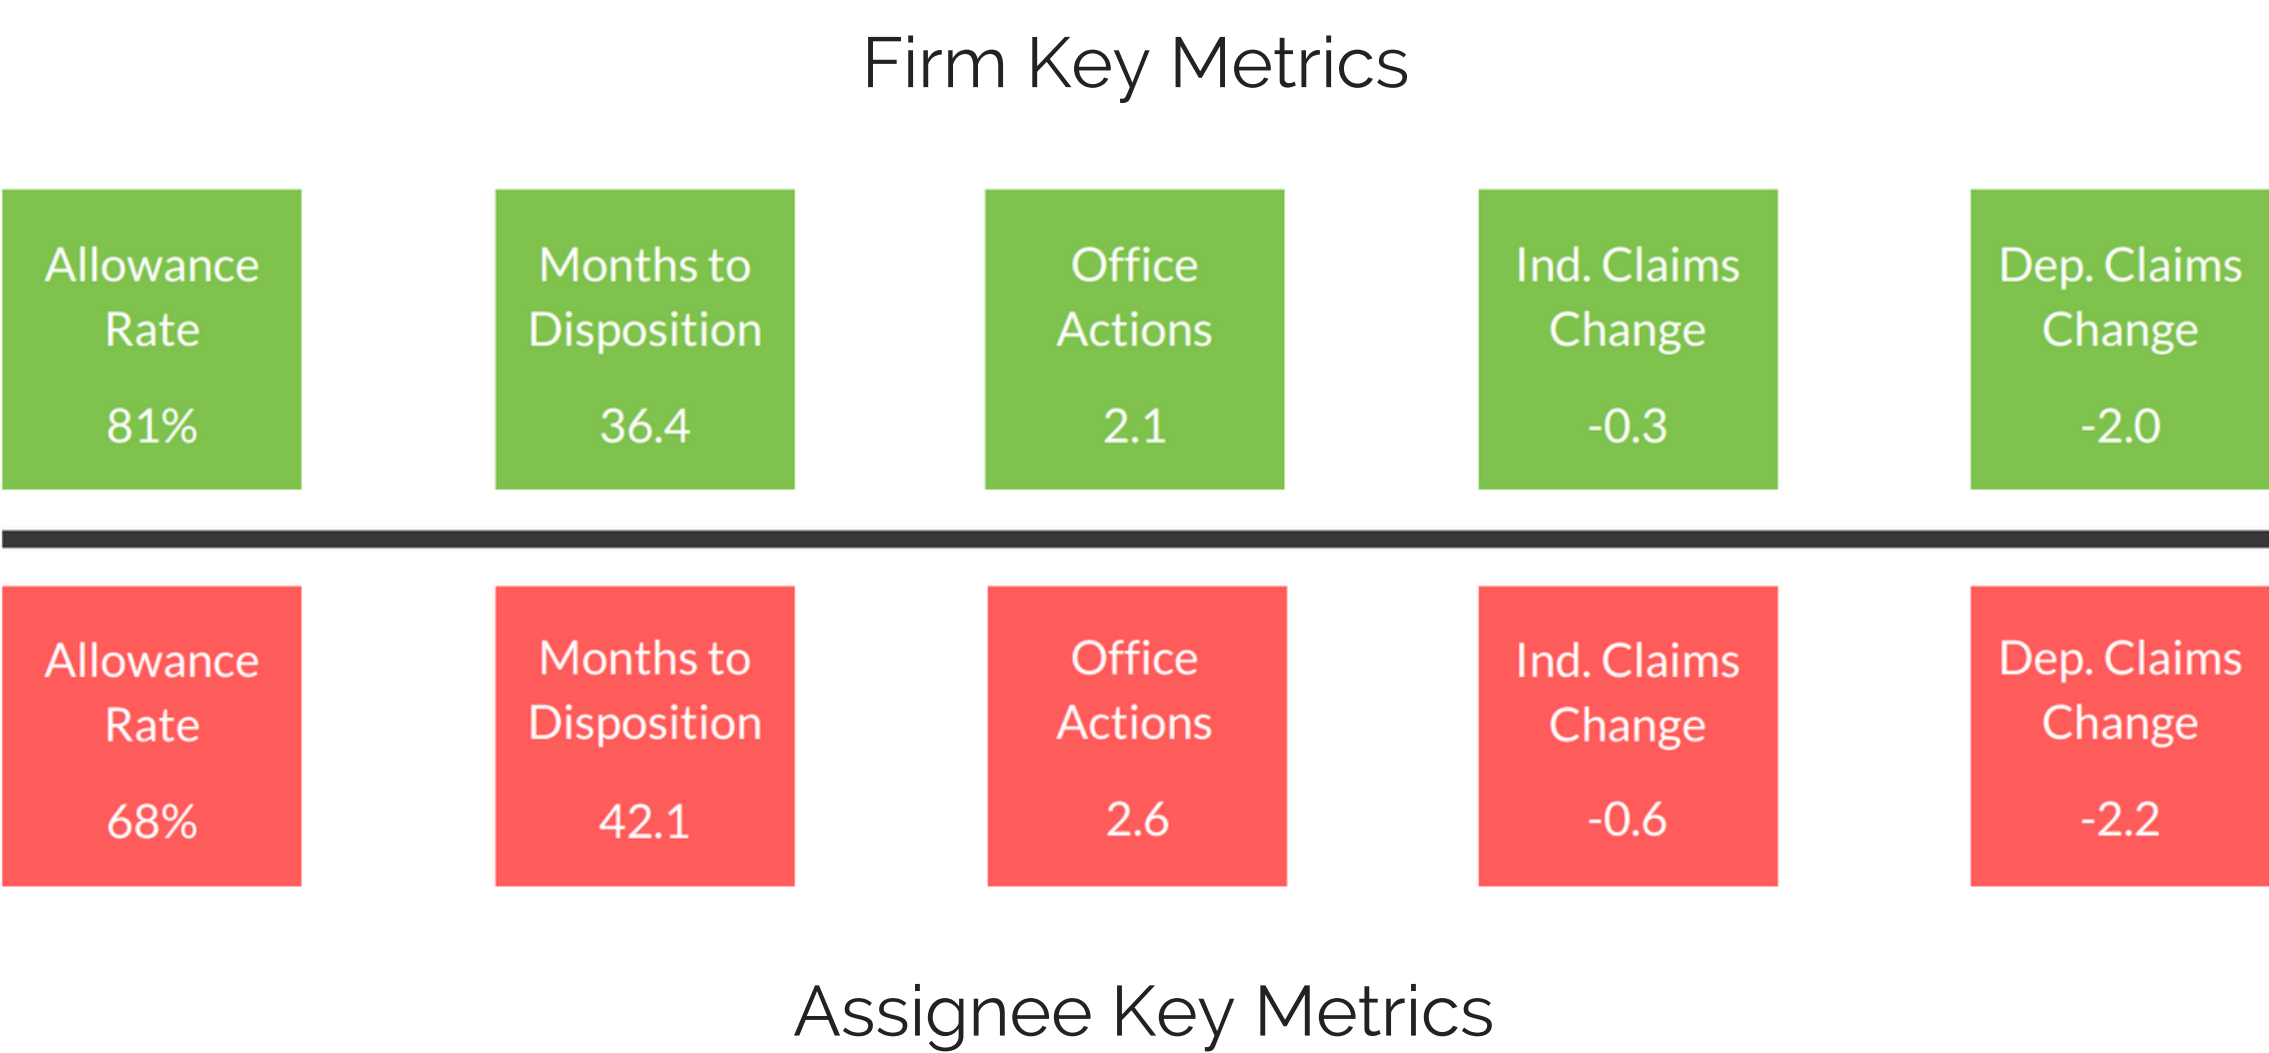 Firm Key Metrics
Allowance
Rate
81%
Months to
Disposition
36.4
Office
Actions
2.1
Ind. Claims
Change
-0.3
Dep. Claims
Change
-2.0
Allowance
Rate
68%
Months to
Disposition
42.1
Office
Actions
2.6
Ind. Claims
Change
-0.6
Dep. Claims
Change
-2.2
Assignee Key Metrics